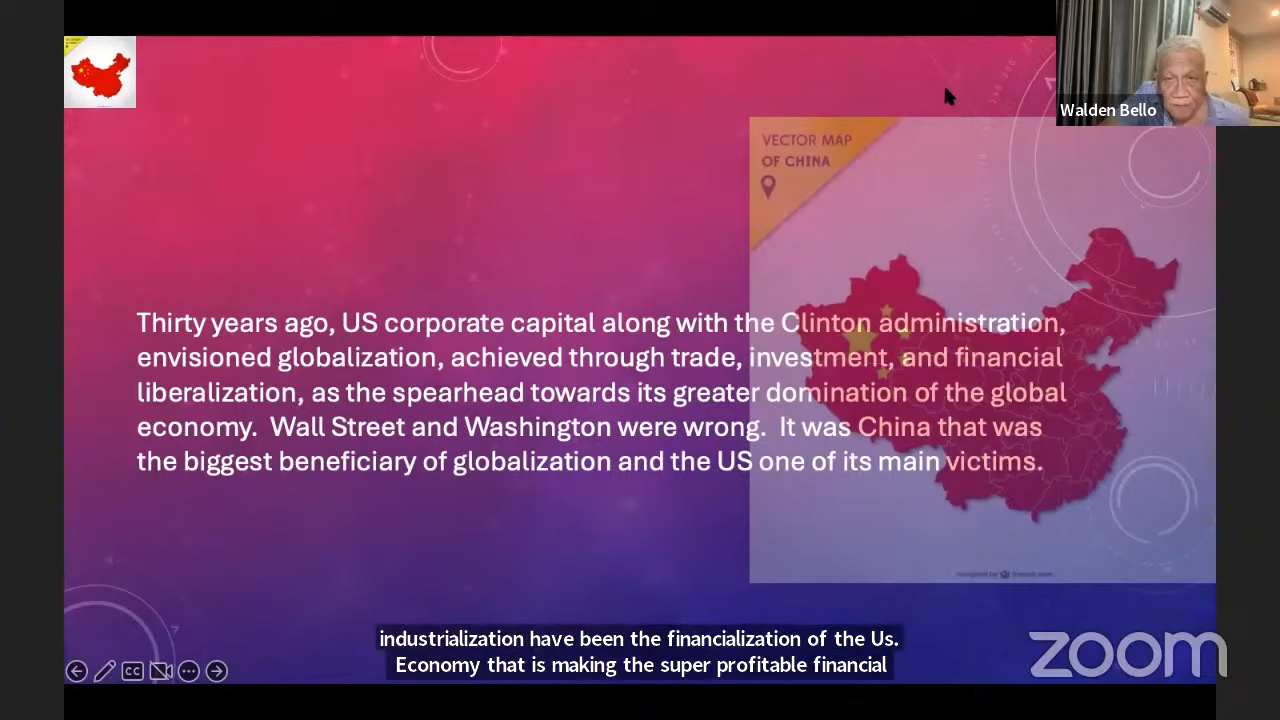 Walden Bello
VECTOR MAP
OF CHINA
Thirty years ago, US corporate capital along with the Clinton administration,
envisioned globalization, achieved through trade, investment, and financial
liberalization, as the spearhead towards its greater domination of the global
economy.  Wall Street and Washington were wrong.  It was China that was
the biggest beneficiary of globalization and the US one of its main victims.
industrialization have been the financialization of the Us.
Economy that is making the super profitable financial
CC
zoom